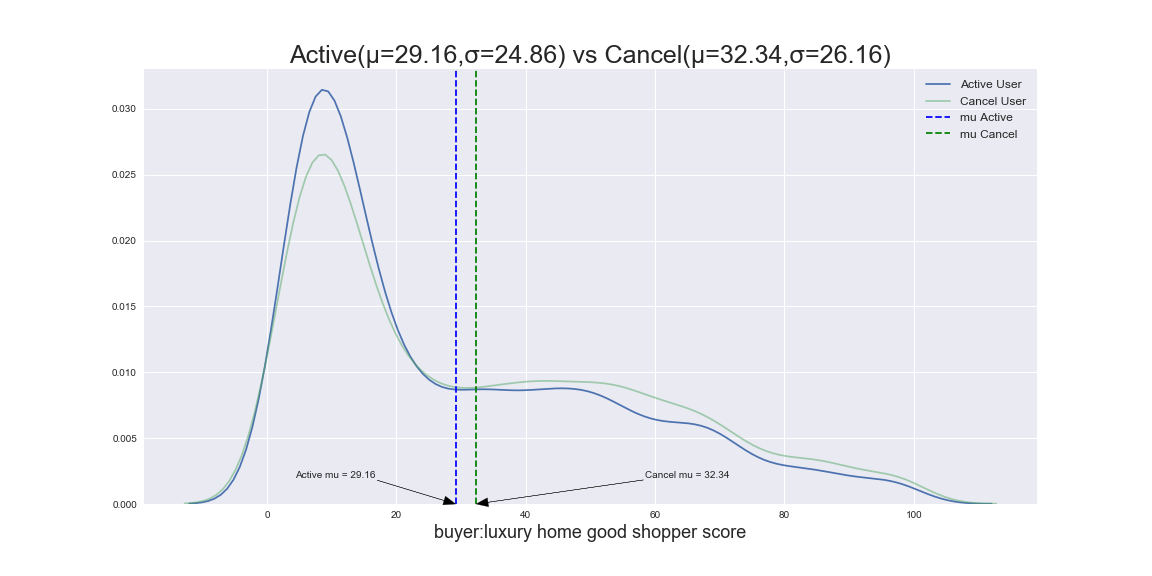 Active(μ=29.16,σ=24.86) vs Cancel(μ=32.34,σ=26.16)
Active User
Cancel User
mu Active
mu Cancel
0.030
0.025
0.020
0.015
0.010
0.005
0.000
Active mu = 29.16
Cancel mu = 32.34
0 20 40 60 80 100
buyer:luxury home good shopper score